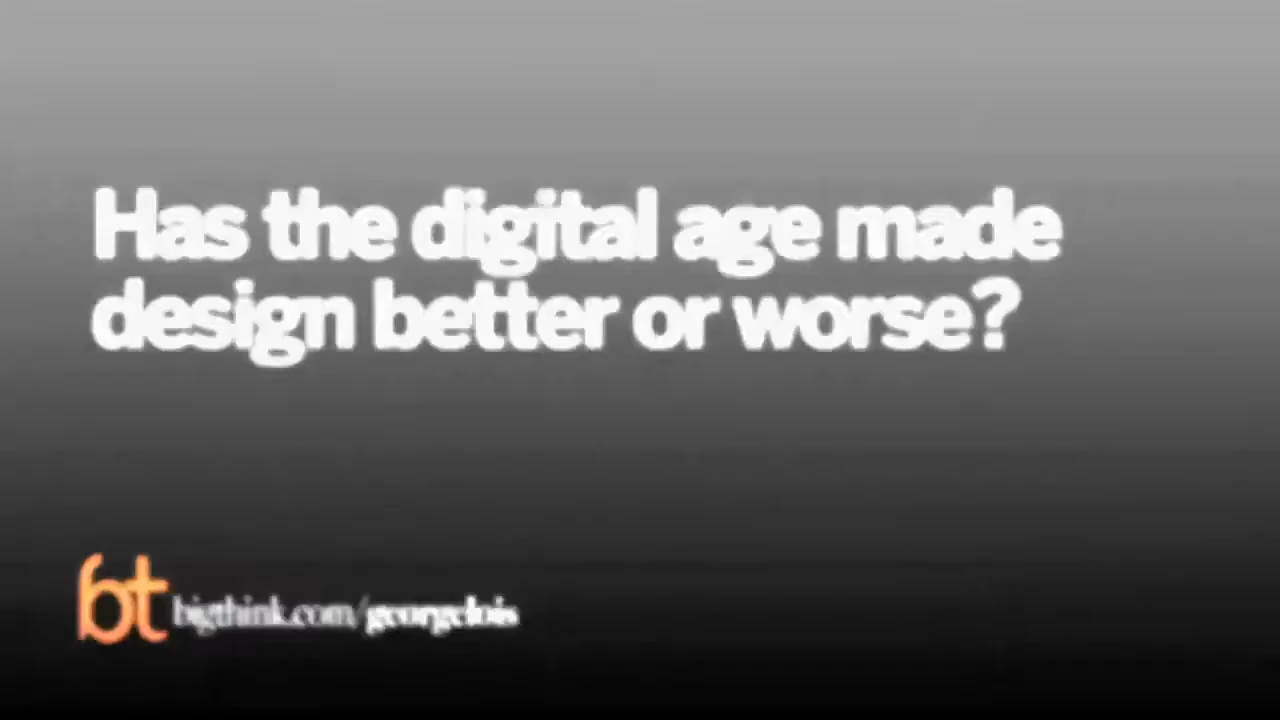 Has the digital age made
design better or worse?
bt bigthink.com/georgelois